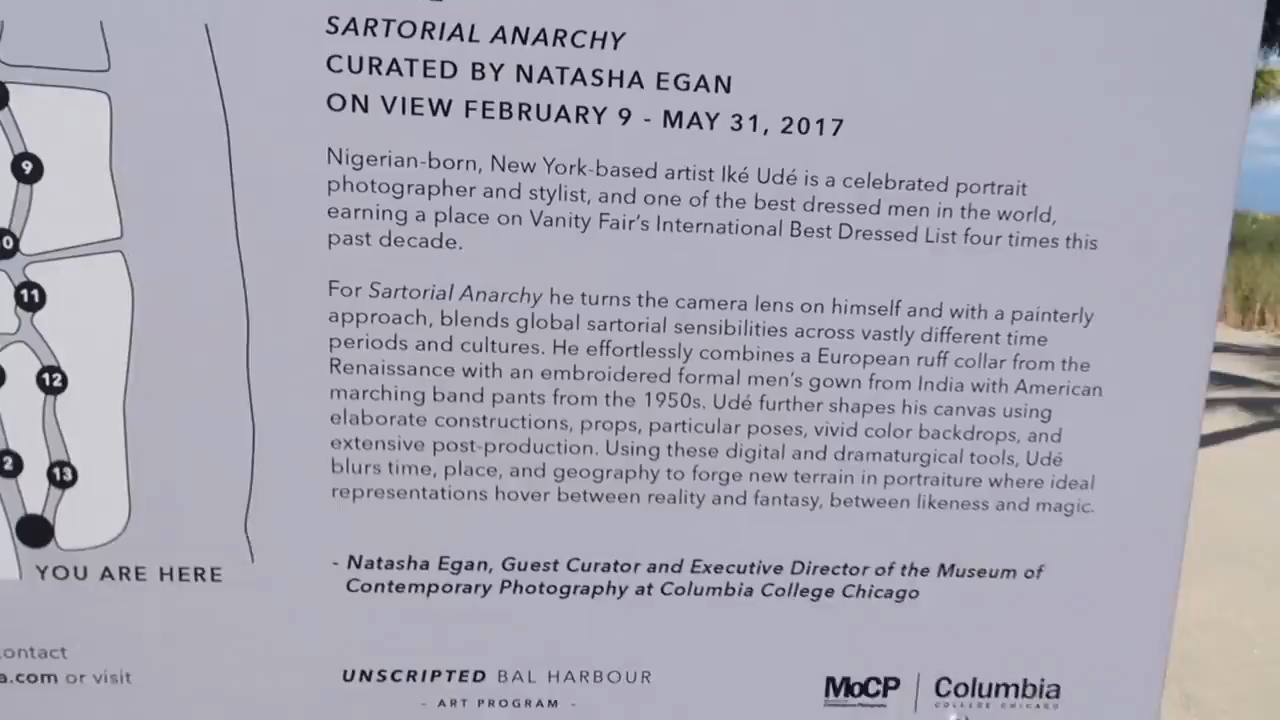 SARTORIAL ANARCHY
CURATED BY NATASHA EGAN
ON VIEW FEBRUARY 9 - MAY 31, 2017
Nigerian-born, New York-based artist Iké Udé is a celebrated portrait
photographer and stylist, and one of the best dressed men in the world,
earning a place on Vanity Fair's International Best Dressed List four times this
past decade.
For Sartorial Anarchy he turns the camera lens on himself and with a painterly
approach, blends global sartorial sensibilities across vastly different time
periods and cultures. He effortlessly combines a European ruff collar from the
Renaissance with an embroidered formal men's gown from India with American
marching band pants from the 1950s. Udé further shapes his canvas using
elaborate constructions, props, particular poses, vivid color backdrops, and
extensive post-production. Using these digital and dramaturgical tools, Udé
blurs time, place, and geography to forge new terrain in portraiture where ideal
representations hover between reality and fantasy, between likeness and magic.
- Natasha Egan, Guest Curator and Executive Director of the Museum of
Contemporary Photography at Columbia College Chicago
9
0
11
12
2
13
YOU ARE HERE
ontact
a.com or visit
UNSCRIPTED BAL HARBOUR
- ART PROGRAM -
MoCP
Columbia
COLLEGE CHICAGO